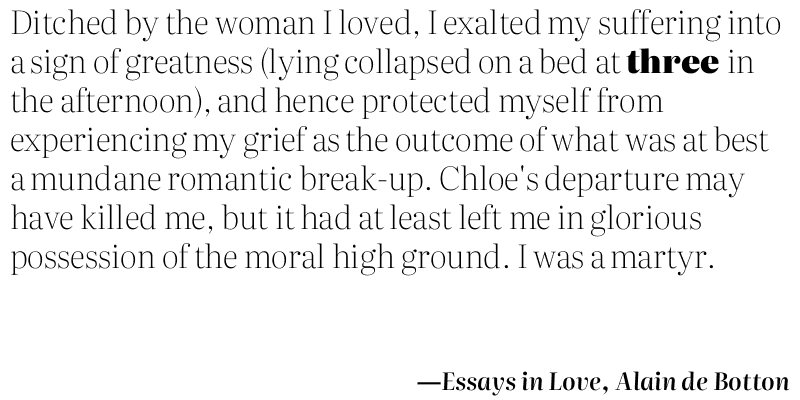 Ditched by the woman I loved, I exalted my suffering into
a sign of greatness (lying collapsed on a bed at three in
the afternoon), and hence protected myself from
experiencing my grief as the outcome of what was at best
a mundane romantic break-up. Chloe's departure may
have killed me, but it had at least left me in glorious
possession of the moral high ground. I was a martyr.
—Essays in Love, Alain de Botton